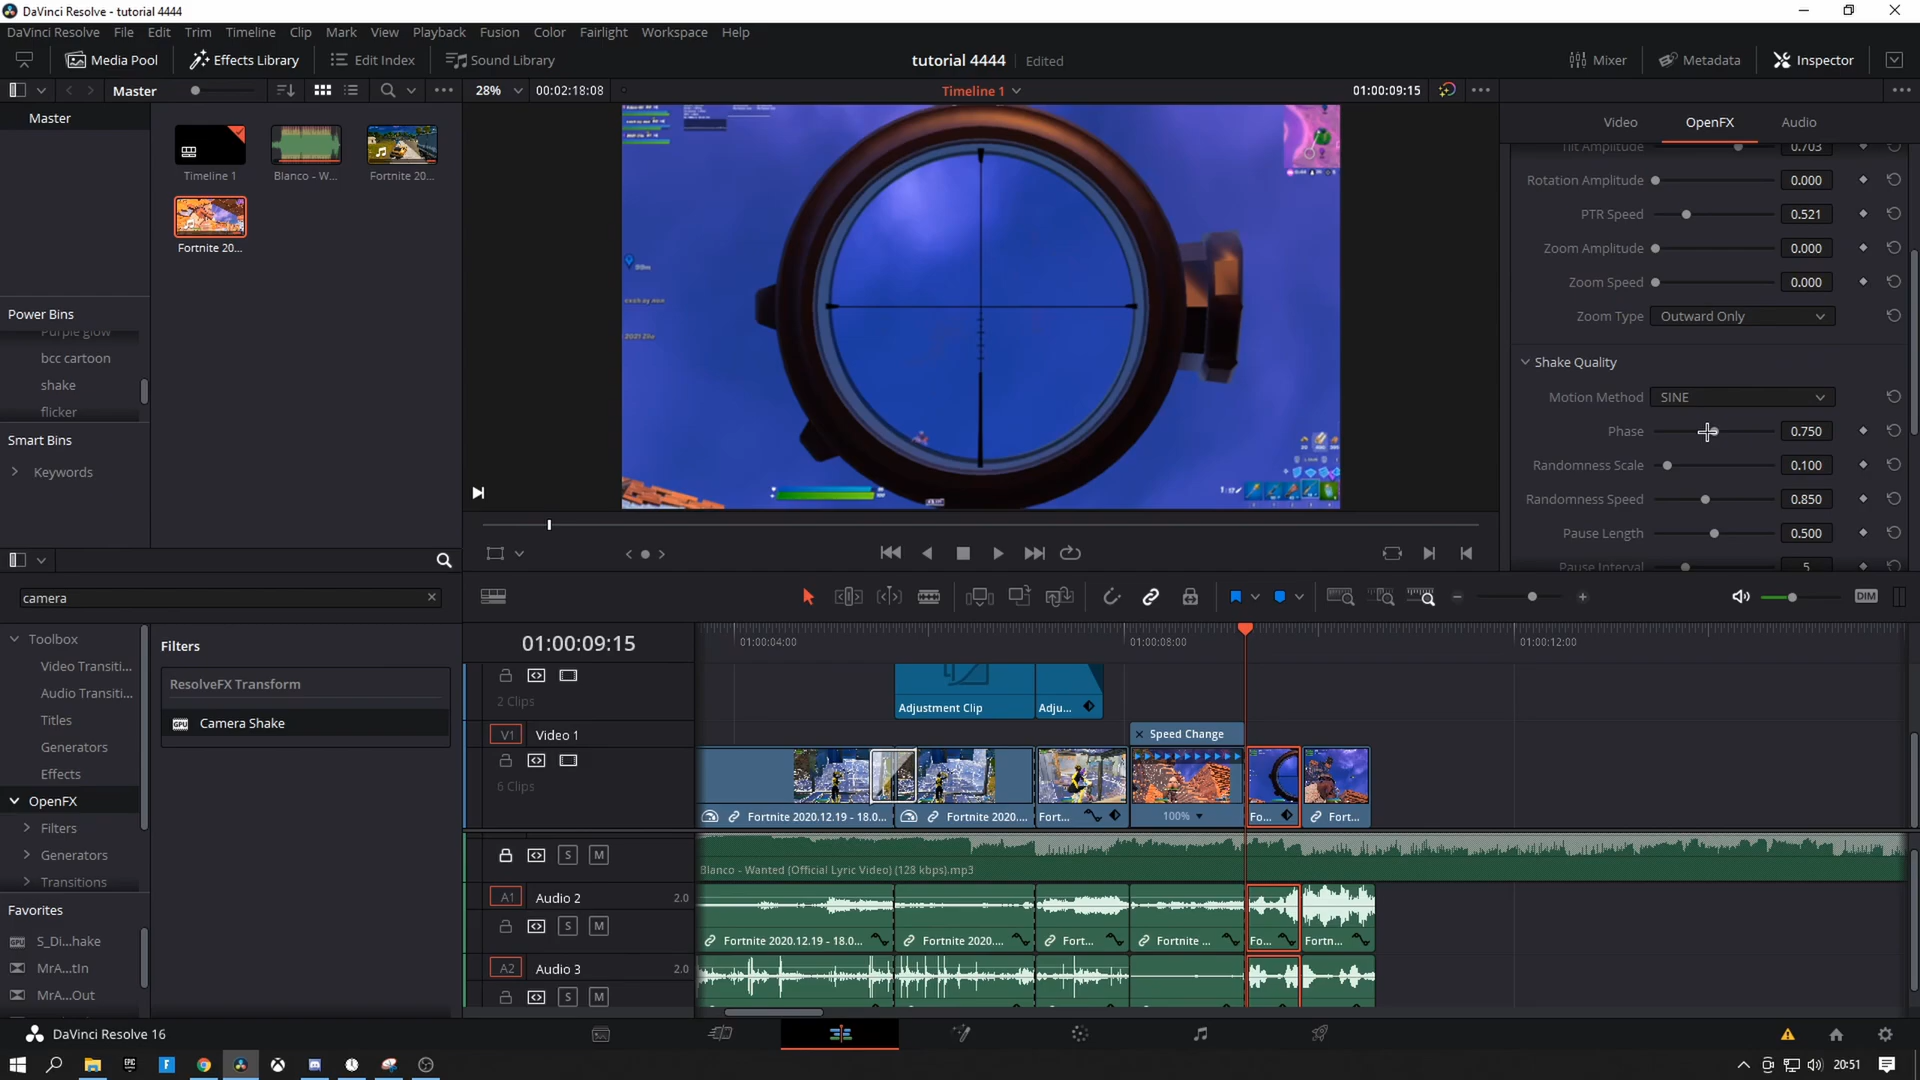 DaVinci Resolve - tutorial 4444
DaVinci Resolve File Edit Trim Timeline Clip Mark View Playback Fusion Color Fairlight Workspace Help
Media Pool Effects Library Edit Index Sound Library
tutorial 4444 Edited
Mixer Metadata Inspector
Master
28% 00:02:18:08
Timeline 1
01:00:09:15
Master
Timeline 1
Blanco - W...
Fortnite 20...
Fortnite 20...
Power Bins
Purple glow
bcc cartoon
shake
flicker
Smart Bins
Keywords
Video OpenFX Audio
Tilt Amplitude 0.703
Rotation Amplitude 0.000
PTR Speed 0.521
Zoom Amplitude 0.000
Zoom Speed 0.000
Zoom Type Outward Only
Shake Quality
Motion Method SINE
Phase 0.750
Randomness Scale 0.100
Randomness Speed 0.850
Pause Length 0.500
Pause Interval 5
camera
Toolbox
Video Transiti...
Audio Transiti...
Titles
Generators
Effects
OpenFX
Filters
Generators
Transitions
Favorites
S_Di...hake
MrA...tIn
MrA...Out
Filters
ResolveFX Transform
GPU Camera Shake
DIM
01:00:09:15
01:00:04:00
01:00:08:00
01:00:12:00
2 Clips
Adjustment Clip
Adju...
V1 Video 1
Speed Change
6 Clips
Fortnite 2020.12.19 - 18.0...
Fortnite 2020....
Fort...
100%
Fo...
Fort...
S M
Blanco - Wanted (Official Lyric Video) (128 kbps).mp3
A1 Audio 2 2.0
S M
Fortnite 2020.12.19 - 18.0...
Fortnite 2020....
Fort...
Fortnite ...
Fo...
Fortn...
A2 Audio 3 2.0
S M
DaVinci Resolve 16
20:51